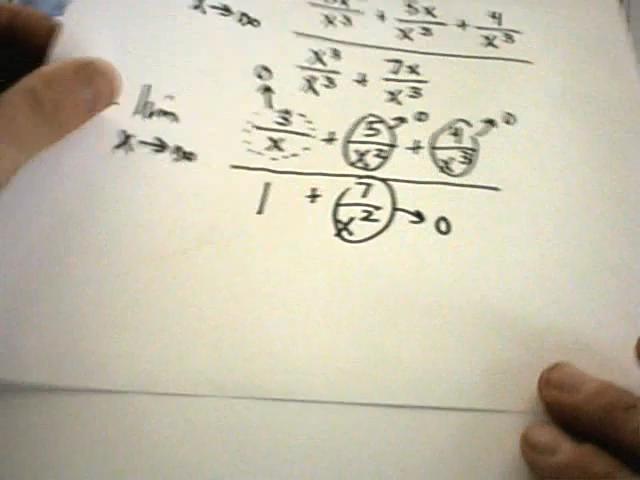 x→∞ x³ + 5x/x³ + 4/x³
x³/x³ + 7x/x³
0 0 0
lim x→∞ 3/x + 5/x² + 4/x³
1 + 7/x² → 0